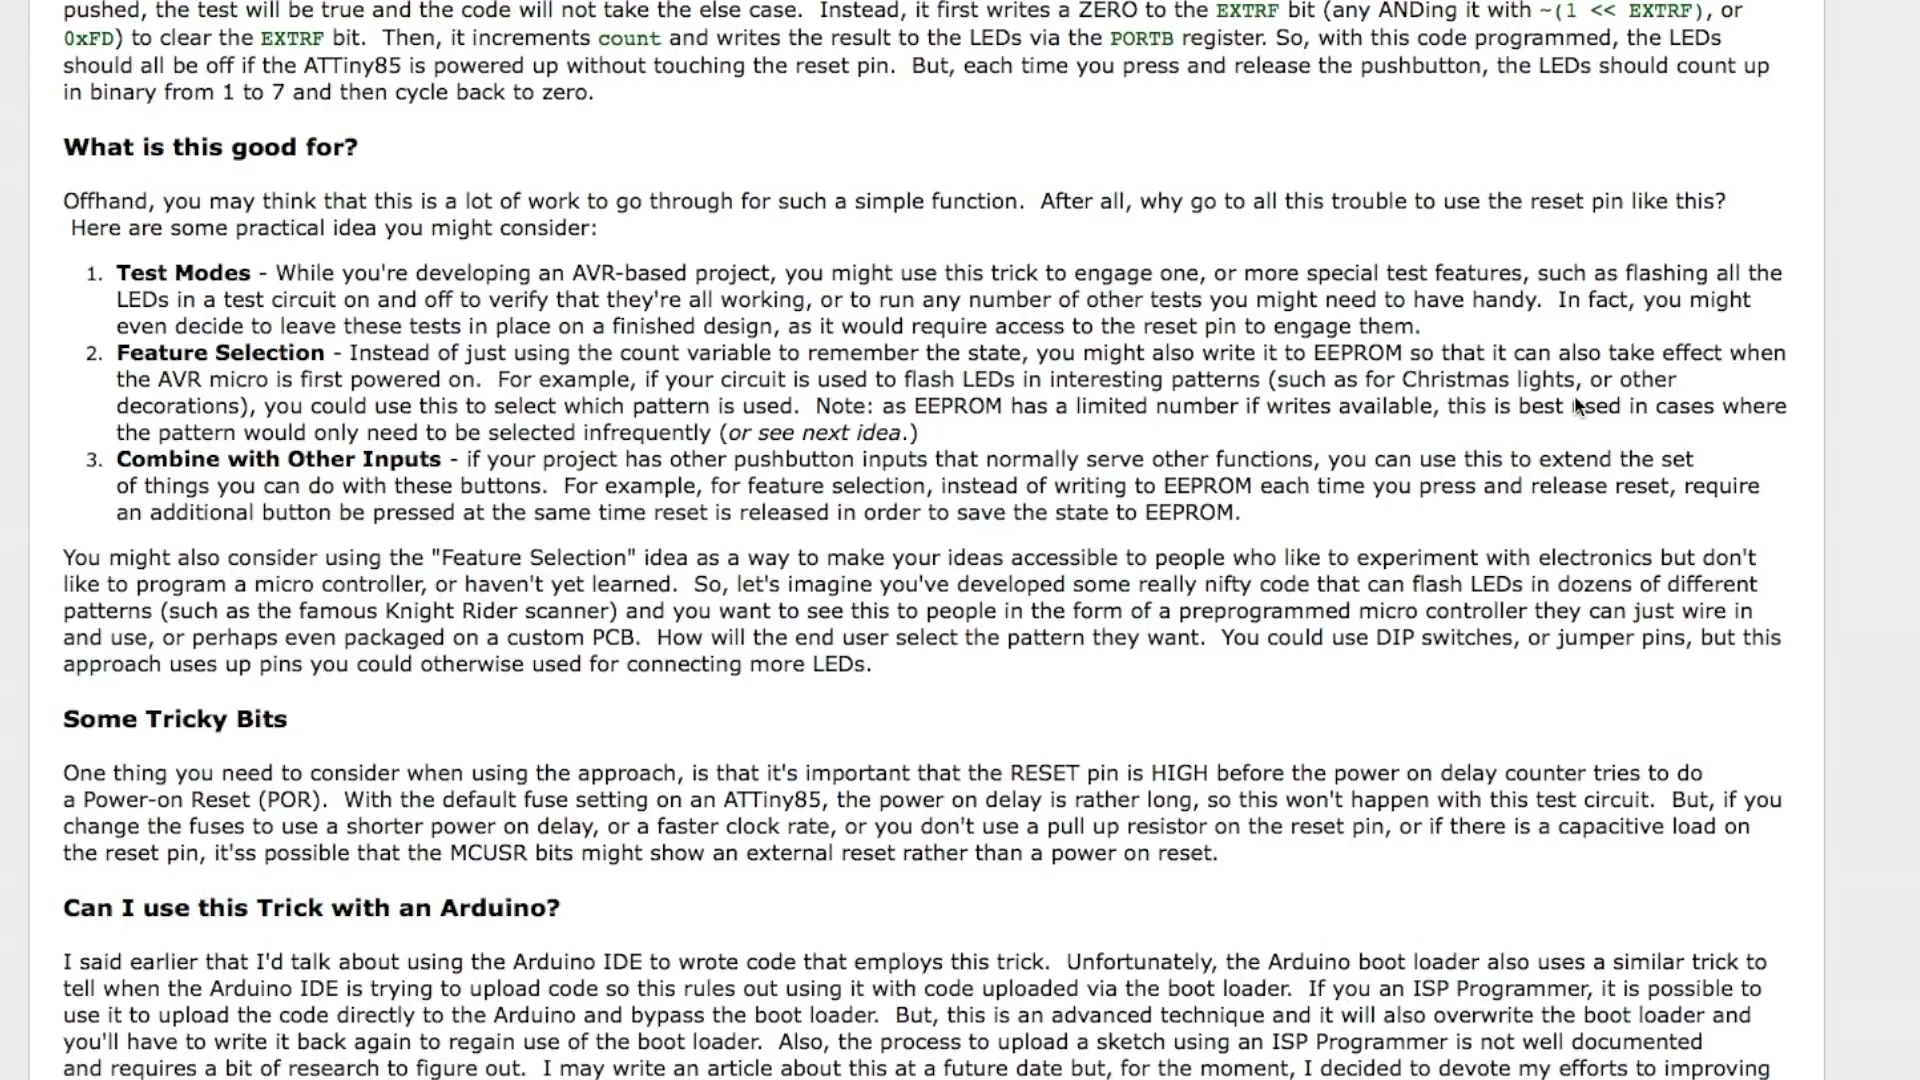 pushed, the test will be true and the code will not take the else case.  Instead, it first writes a ZERO to the EXTRF bit (any ANDing it with ~(1 << EXTRF), or
0xFD) to clear the EXTRF bit.  Then, it increments count and writes the result to the LEDs via the PORTB register. So, with this code programmed, the LEDs
should all be off if the ATTiny85 is powered up without touching the reset pin.  But, each time you press and release the pushbutton, the LEDs should count up
in binary from 1 to 7 and then cycle back to zero.
What is this good for?
Offhand, you may think that this is a lot of work to go through for such a simple function.  After all, why go to all this trouble to use the reset pin like this?
Here are some practical idea you might consider:
1. Test Modes - While you're developing an AVR-based project, you might use this trick to engage one, or more special test features, such as flashing all the
LEDs in a test circuit on and off to verify that they're all working, or to run any number of other tests you might need to have handy.  In fact, you might
even decide to leave these tests in place on a finished design, as it would require access to the reset pin to engage them.
2. Feature Selection - Instead of just using the count variable to remember the state, you might also write it to EEPROM so that it can also take effect when
the AVR micro is first powered on.  For example, if your circuit is used to flash LEDs in interesting patterns (such as for Christmas lights, or other
decorations), you could use this to select which pattern is used.  Note: as EEPROM has a limited number if writes available, this is best used in cases where
the pattern would only need to be selected infrequently (or see next idea.)
3. Combine with Other Inputs - if your project has other pushbutton inputs that normally serve other functions, you can use this to extend the set
of things you can do with these buttons.  For example, for feature selection, instead of writing to EEPROM each time you press and release reset, require
an additional button be pressed at the same time reset is released in order to save the state to EEPROM.
You might also consider using the "Feature Selection" idea as a way to make your ideas accessible to people who like to experiment with electronics but don't
like to program a micro controller, or haven't yet learned.  So, let's imagine you've developed some really nifty code that can flash LEDs in dozens of different
patterns (such as the famous Knight Rider scanner) and you want to see this to people in the form of a preprogrammed micro controller they can just wire in
and use, or perhaps even packaged on a custom PCB.  How will the end user select the pattern they want.  You could use DIP switches, or jumper pins, but this
approach uses up pins you could otherwise used for connecting more LEDs.
Some Tricky Bits
One thing you need to consider when using the approach, is that it's important that the RESET pin is HIGH before the power on delay counter tries to do
a Power-on Reset (POR).  With the default fuse setting on an ATTiny85, the power on delay is rather long, so this won't happen with this test circuit.  But, if you
change the fuses to use a shorter power on delay, or a faster clock rate, or you don't use a pull up resistor on the reset pin, or if there is a capacitive load on
the reset pin, it'ss possible that the MCUSR bits might show an external reset rather than a power on reset.
Can I use this Trick with an Arduino?
I said earlier that I'd talk about using the Arduino IDE to wrote code that employs this trick.  Unfortunately, the Arduino boot loader also uses a similar trick to
tell when the Arduino IDE is trying to upload code so this rules out using it with code uploaded via the boot loader.  If you an ISP Programmer, it is possible to
use it to upload the code directly to the Arduino and bypass the boot loader.  But, this is an advanced technique and it will also overwrite the boot loader and
you'll have to write it back again to regain use of the boot loader.  Also, the process to upload a sketch using an ISP Programmer is not well documented
and requires a bit of research to figure out.  I may write an article about this at a future date but, for the moment, I decided to devote my efforts to improving